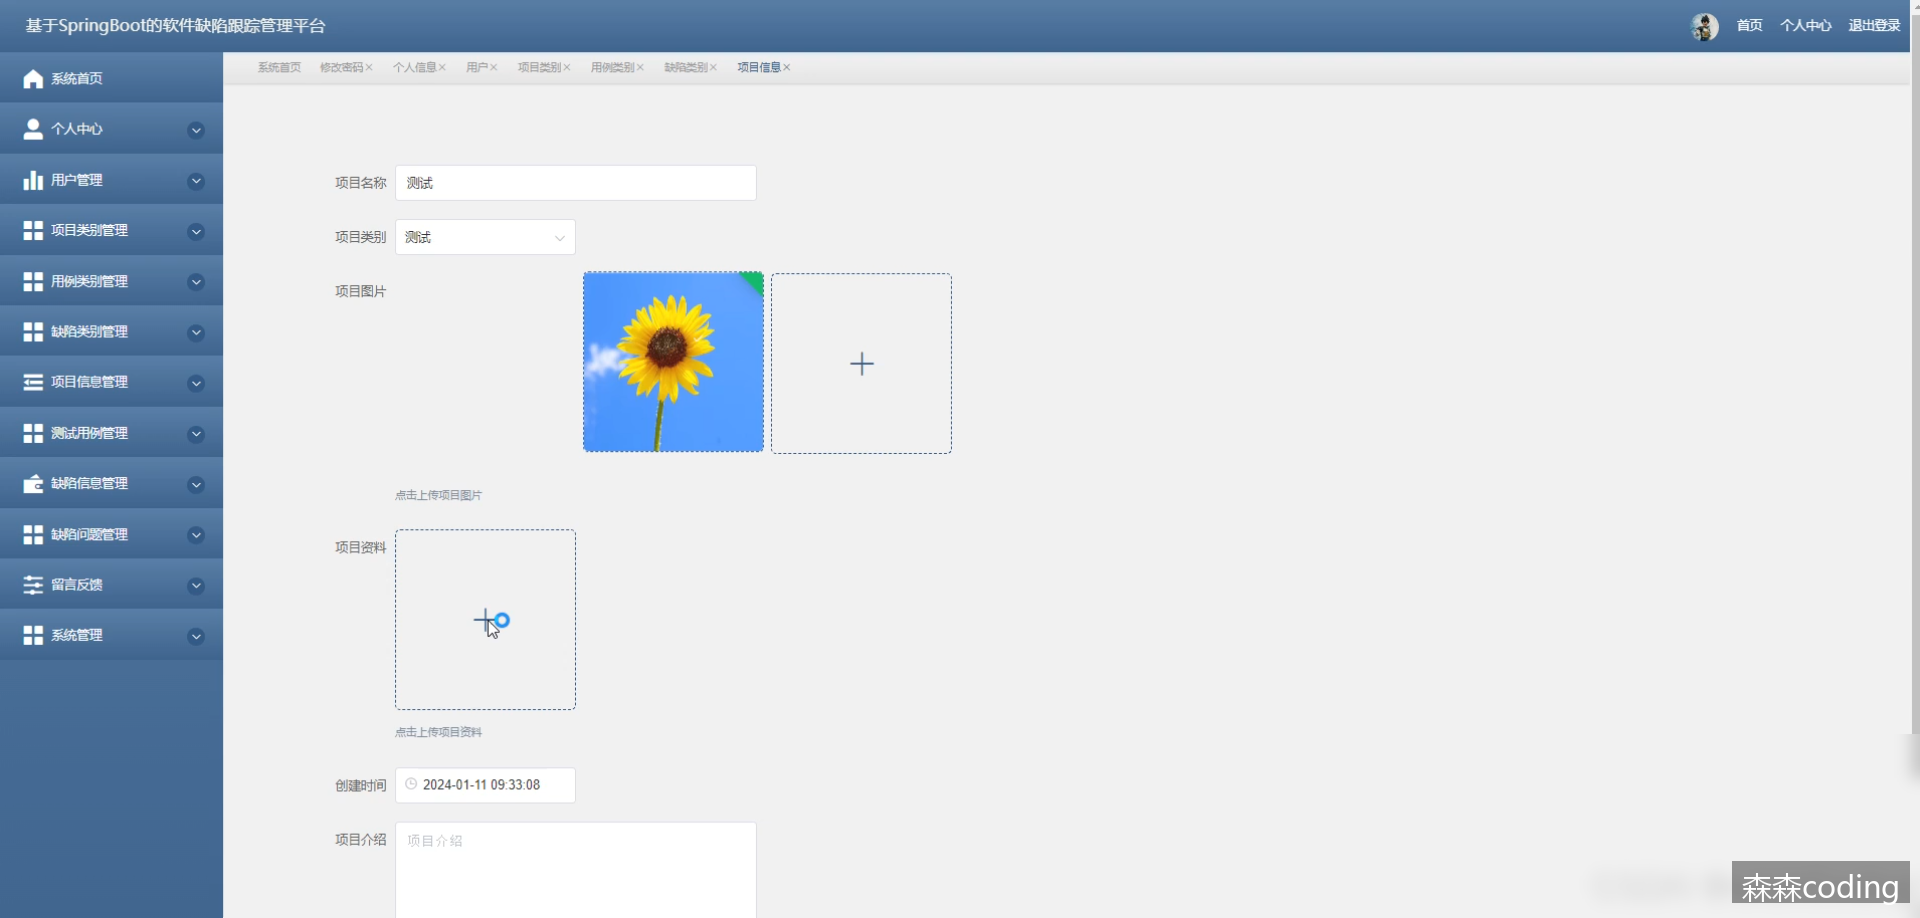 基于SpringBoot的软件缺陷跟踪管理平台
首页 个人中心 退出登录
系统首页 修改密码× 个人信息× 用户× 项目类别× 用例类别× 缺陷类别× 项目信息×
系统首页
个人中心
用户管理
项目类别管理
用例类别管理
缺陷类别管理
项目信息管理
测试用例管理
缺陷信息管理
缺陷问题管理
留言反馈
系统管理
项目名称 测试
项目类别 测试
项目图片
点击上传项目图片
项目资料
点击上传项目资料
创建时间 2024-01-11 09:33:08
项目介绍 项目介绍
森森coding